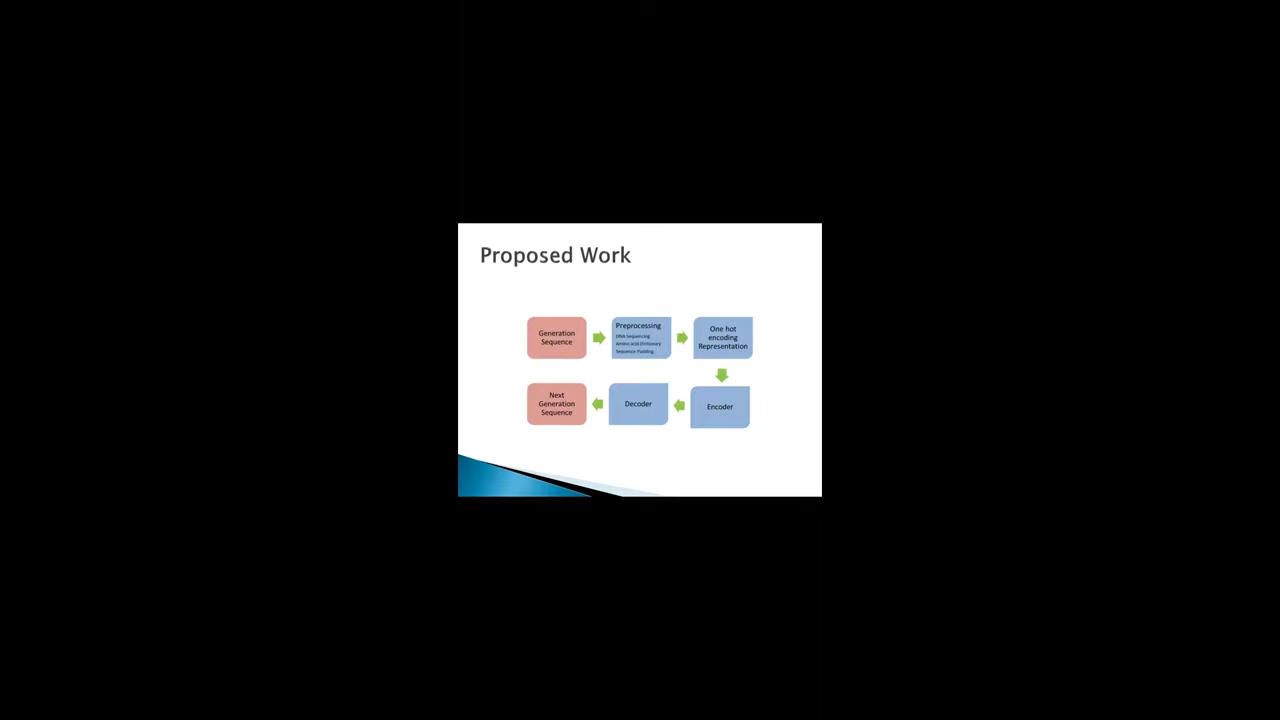 Proposed Work
Generation
Sequence
Preprocessing
DNA Sequencing
Amino acid Dictionary
Sequence Padding
One hot
encoding
Representation
Next
Generation
Sequence
Decoder
Encoder